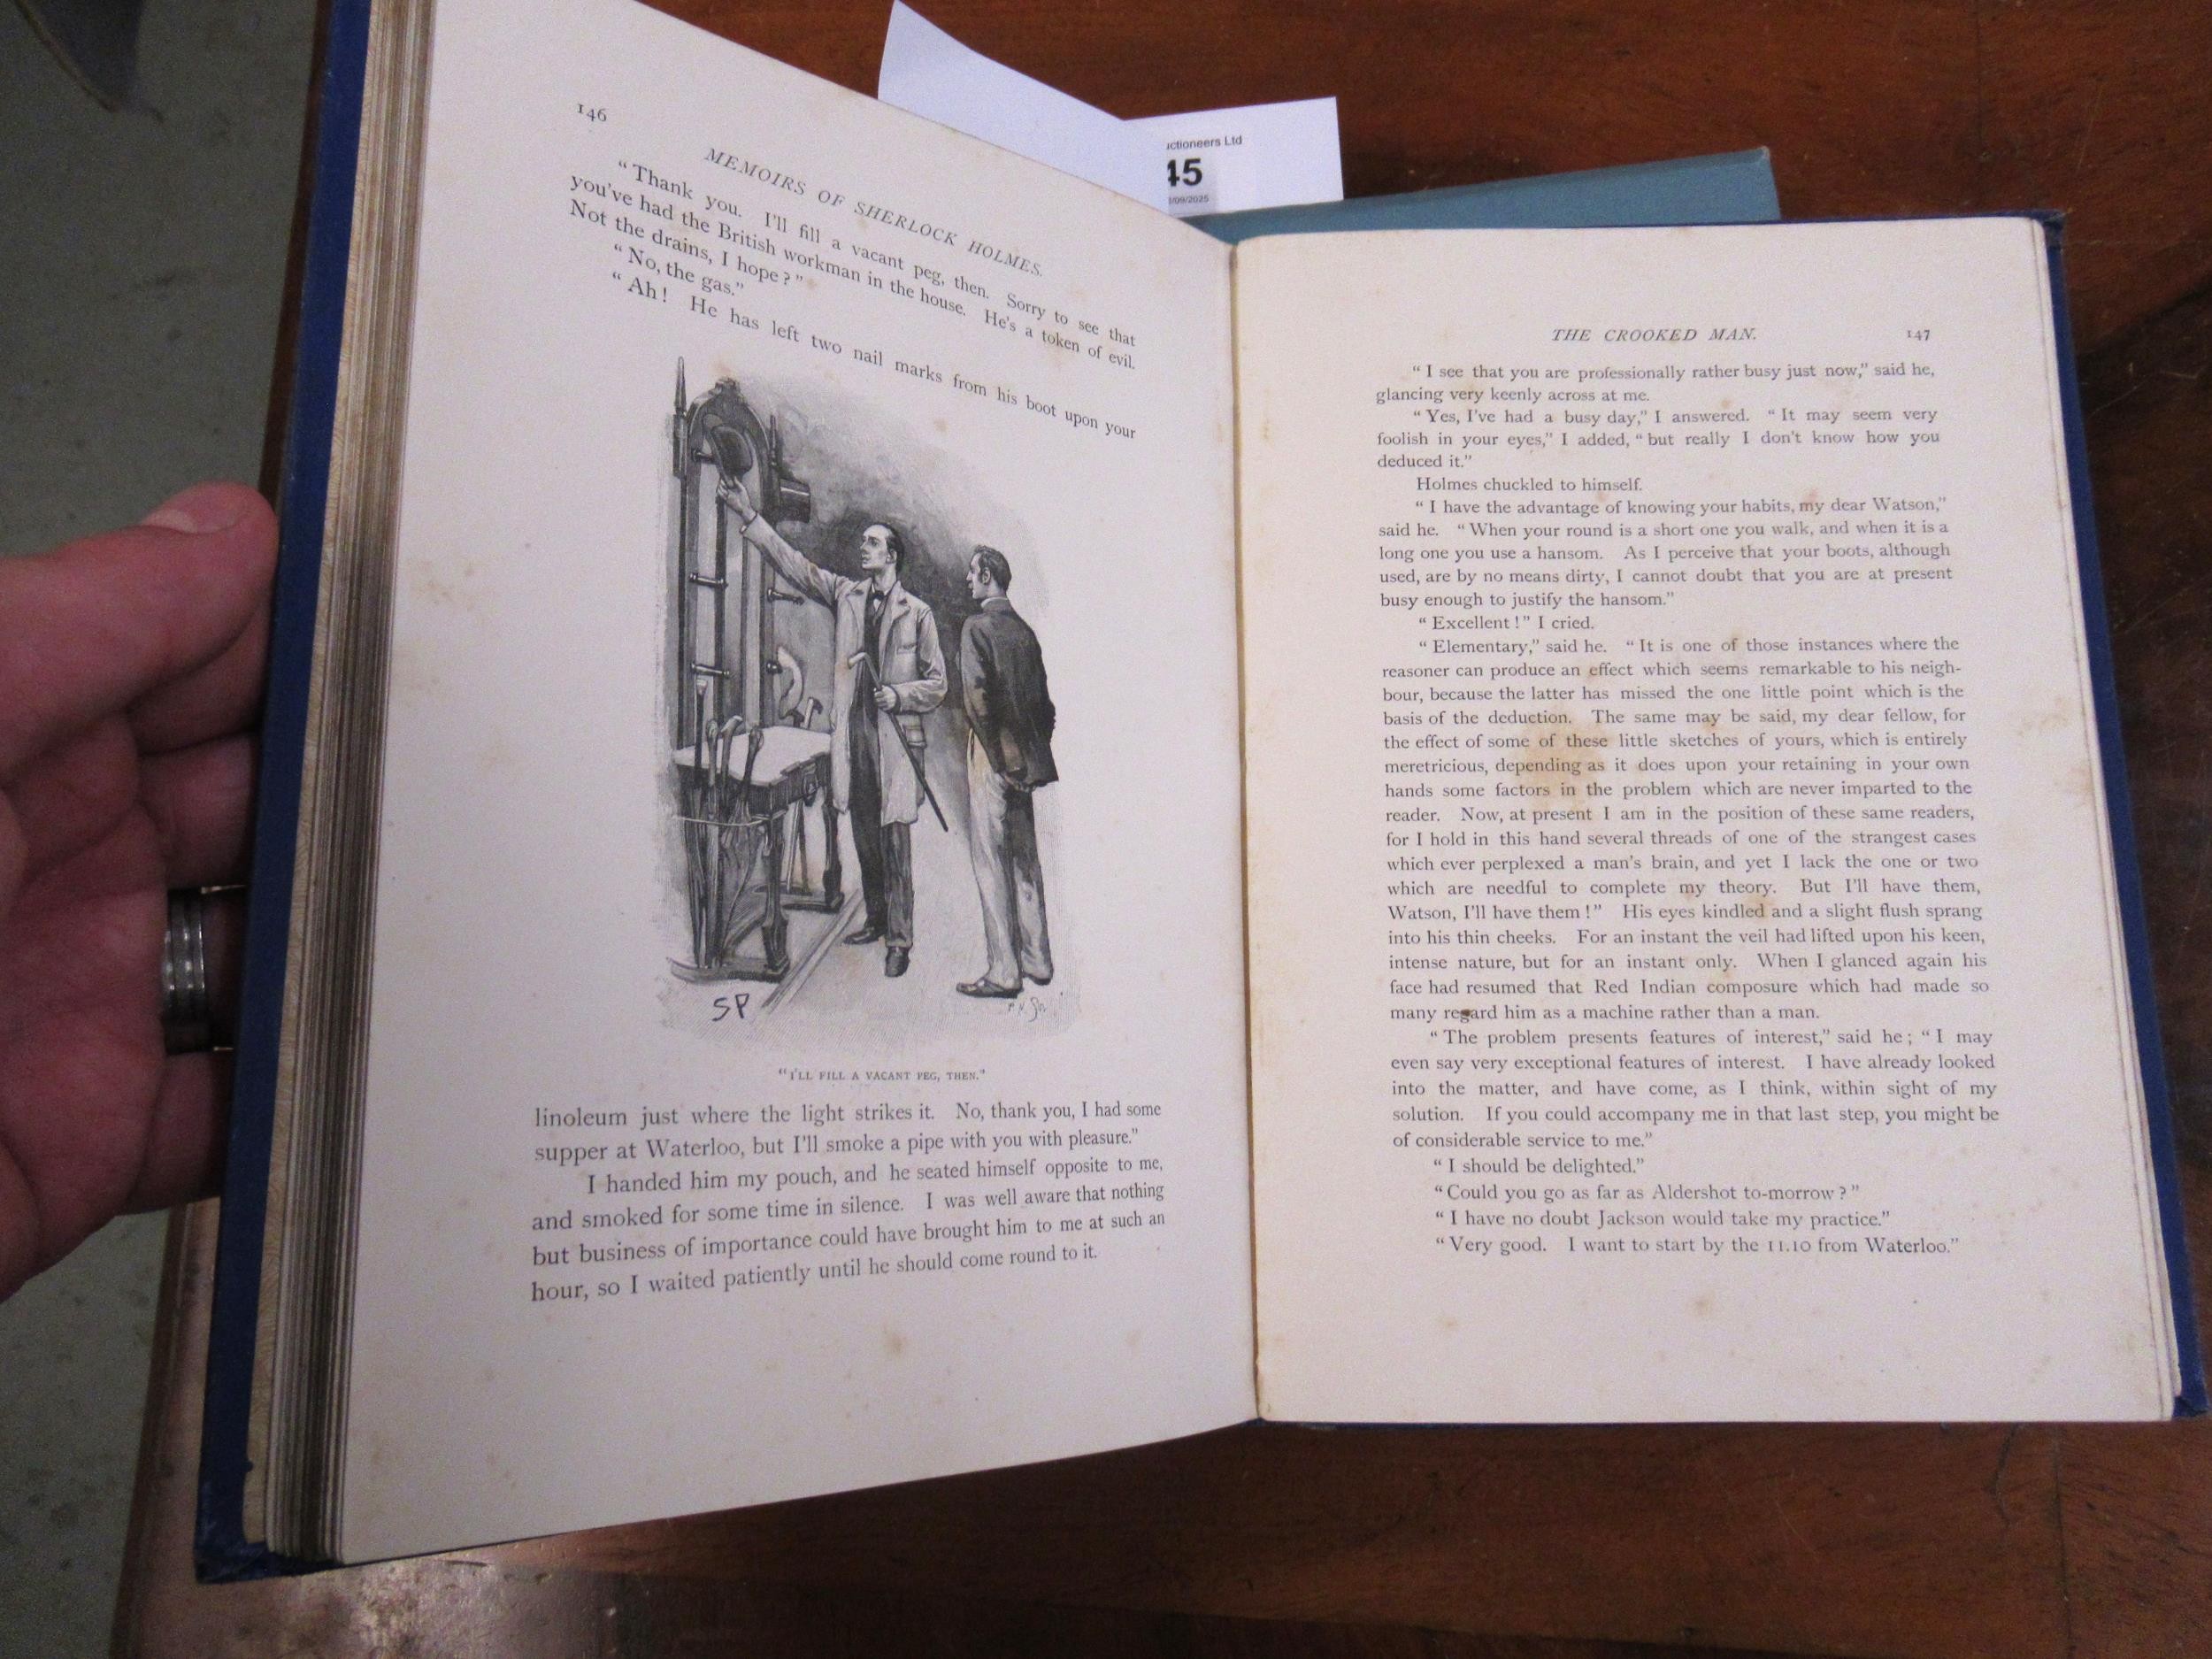 146
MEMOIRS OF SHERLOCK HOLMES.
“Thank you. I'll fill a vacant peg, then. Sorry to see that
you've had the British workman in the house. He's a token of evil.
Not the drains, I hope?”
“No, the gas.”
“Ah! He has left two nail marks from his boot upon your
SP
“I'LL FILL A VACANT PEG, THEN.”
linoleum just where the light strikes it. No, thank you, I had some
supper at Waterloo, but I'll smoke a pipe with you with pleasure.”
I handed him my pouch, and he seated himself opposite to me,
and smoked for some time in silence. I was well aware that nothing
but business of importance could have brought him to me at such an
hour, so I waited patiently until he should come round to it.
ctioneers Ltd
45
/09/2025
THE CROOKED MAN. 147
“I see that you are professionally rather busy just now,” said he,
glancing very keenly across at me.
“Yes, I've had a busy day,” I answered. “It may seem very
foolish in your eyes,” I added, “but really I don't know how you
deduced it.”
Holmes chuckled to himself.
“I have the advantage of knowing your habits, my dear Watson,”
said he. “When your round is a short one you walk, and when it is a
long one you use a hansom. As I perceive that your boots, although
used, are by no means dirty, I cannot doubt that you are at present
busy enough to justify the hansom.”
“Excellent!” I cried.
“Elementary,” said he. “It is one of those instances where the
reasoner can produce an effect which seems remarkable to his neigh-
bour, because the latter has missed the one little point which is the
basis of the deduction. The same may be said, my dear fellow, for
the effect of some of these little sketches of yours, which is entirely
meretricious, depending as it does upon your retaining in your own
hands some factors in the problem which are never imparted to the
reader. Now, at present I am in the position of these same readers,
for I hold in this hand several threads of one of the strangest cases
which ever perplexed a man's brain, and yet I lack the one or two
which are needful to complete my theory. But I'll have them,
Watson, I'll have them!” His eyes kindled and a slight flush sprang
into his thin cheeks. For an instant the veil had lifted upon his keen,
intense nature, but for an instant only. When I glanced again his
face had resumed that Red Indian composure which had made so
many regard him as a machine rather than a man.
“The problem presents features of interest,” said he; “I may
even say very exceptional features of interest. I have already looked
into the matter, and have come, as I think, within sight of my
solution. If you could accompany me in that last step, you might be
of considerable service to me.”
“I should be delighted.”
“Could you go as far as Aldershot to-morrow?”
“I have no doubt Jackson would take my practice.”
“Very good. I want to start by the 11.10 from Waterloo.”